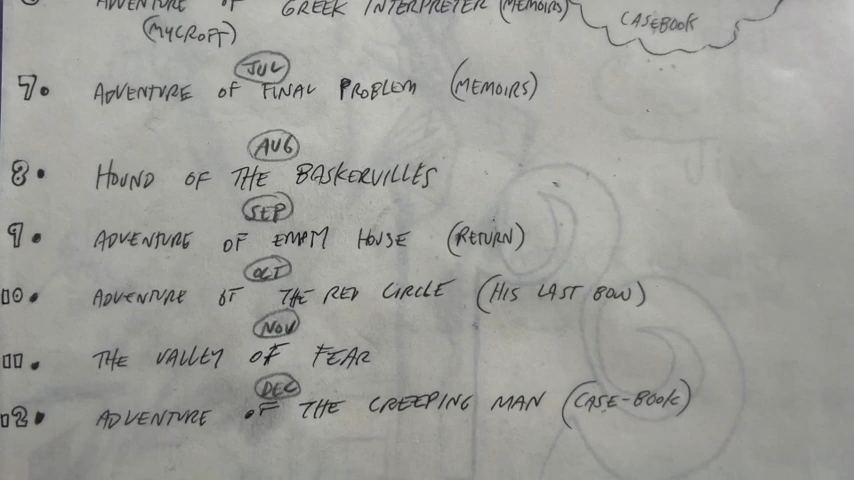 ADVENTURE OF GREEK INTERPRETER (MEMOIRS)
(MYCROFT)
CASEBOOK
JUL
7. ADVENTURE OF FINAL PROBLEM (MEMOIRS)
AUG
8. HOUND OF THE BASKERVILLES
SEP
9. ADVENTURE OF EMPTY HOUSE (RETURN)
OCT
10. ADVENTURE OF THE RED CIRCLE (HIS LAST BOW)
NOV
11. THE VALLEY OF FEAR
DEC
12. ADVENTURE OF THE CREEPING MAN (CASE-BOOK)